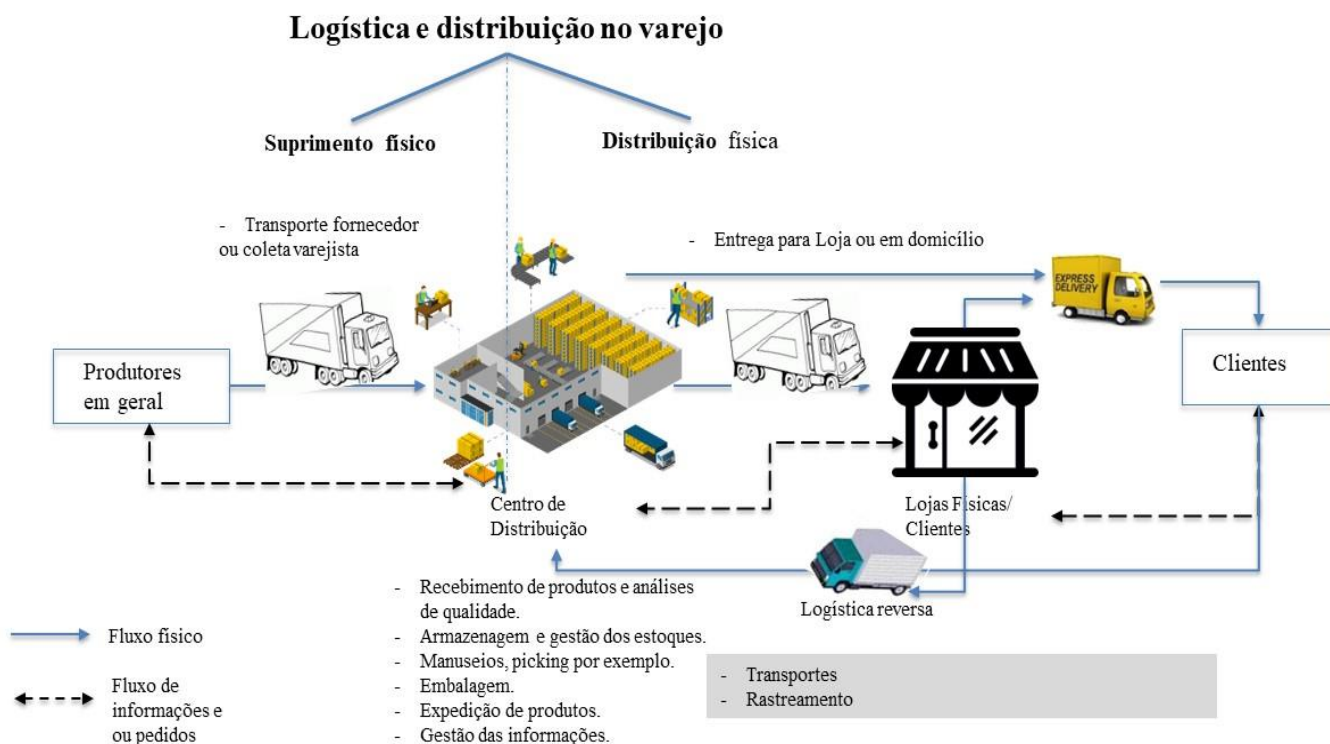 Logística e distribuição no varejo
Suprimento físico
Distribuição física
- Transporte fornecedor
ou coleta varejista
- Entrega para Loja ou em domicílio
EXPRESS
DELIVERY
Produtores
em geral
Clientes
Centro de
Distribuição
Lojas Físicas/
Clientes
Logística reversa
- Recebimento de produtos e análises
de qualidade.
- Armazenagem e gestão dos estoques.
- Manuseios, picking por exemplo.
- Embalagem.
- Expedição de produtos.
- Gestão das informações.
- Transportes
- Rastreamento
Fluxo físico
Fluxo de
informações e
ou pedidos